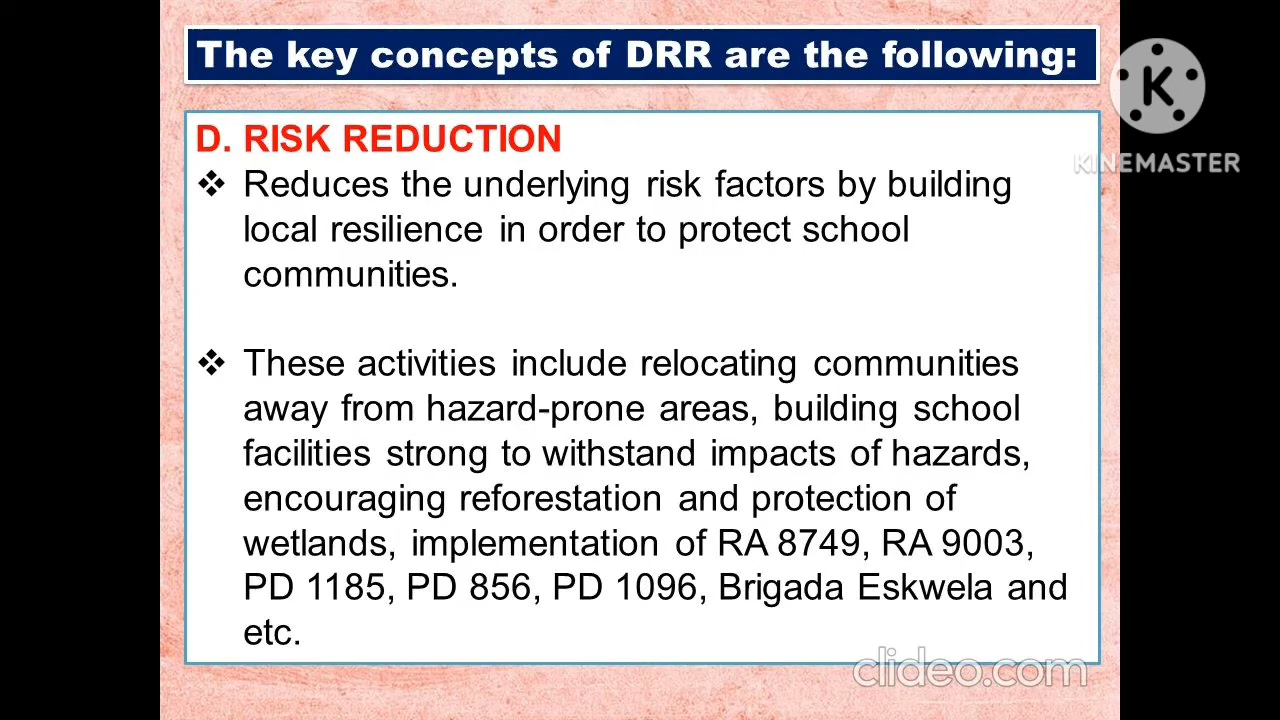 The key concepts of DRR are the following:
K
KINEMASTER
D. RISK REDUCTION
❖ Reduces the underlying risk factors by building
local resilience in order to protect school
communities.
❖ These activities include relocating communities
away from hazard-prone areas, building school
facilities strong to withstand impacts of hazards,
encouraging reforestation and protection of
wetlands, implementation of RA 8749, RA 9003,
PD 1185, PD 856, PD 1096, Brigada Eskwela and
etc.
clideo.com